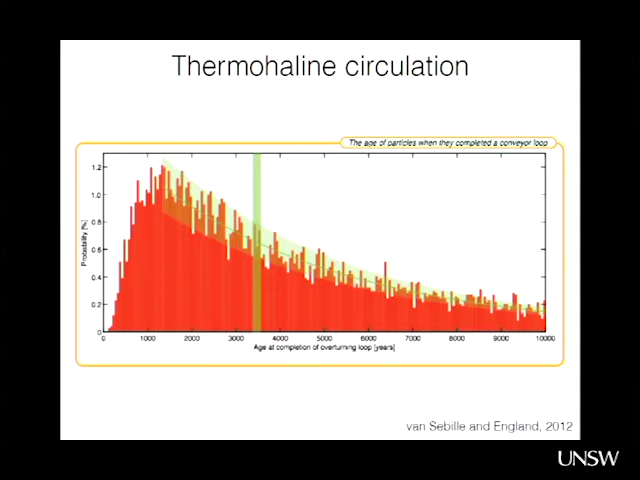 Thermohaline circulation
The age of particles when they completed a conveyor loop
Probability [%]
1.2
1.0
0.8
0.6
0.4
0.2
0
0 1000 2000 3000 4000 5000 6000 7000 8000 9000 10000
Age at completion of overturning loop [years]
van Sebille and England, 2012
UNSW